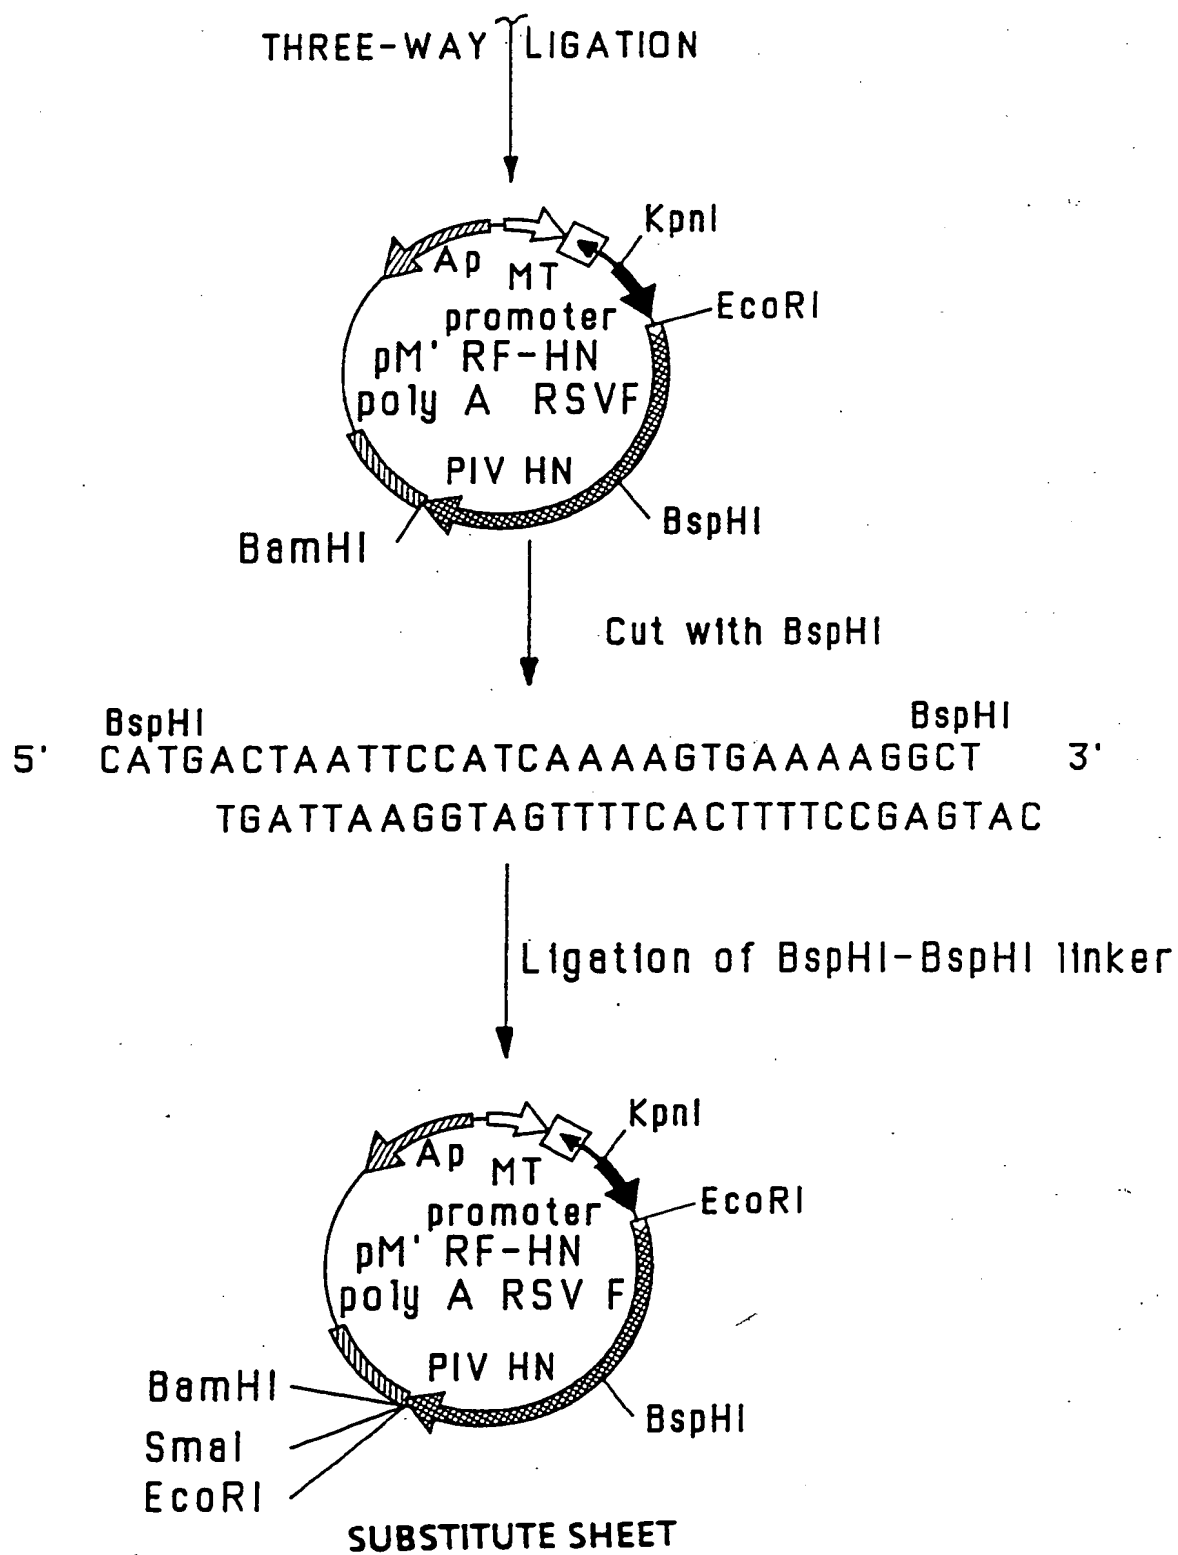 THREE-WAY LIGATION
KpnI
Ap
MT
promoter
EcoRI
pM' RF-HN
poly A RSVF
PIV HN
BspHI
BamHI
Cut with BspHI
BspHI BspHI
5' CATGACTAATTCCATCAAAAGTGAAAAGGCT 3'
TGATTAAGGTAGTTTTCACTTTTCCGAGTAC
Ligation of BspHI-BspHI linker
KpnI
Ap
MT
EcoRI
promoter
pM' RF-HN
poly A RSV F
PIV HN
BamHI
BspHI
SmaI
EcoRI
SUBSTITUTE SHEET